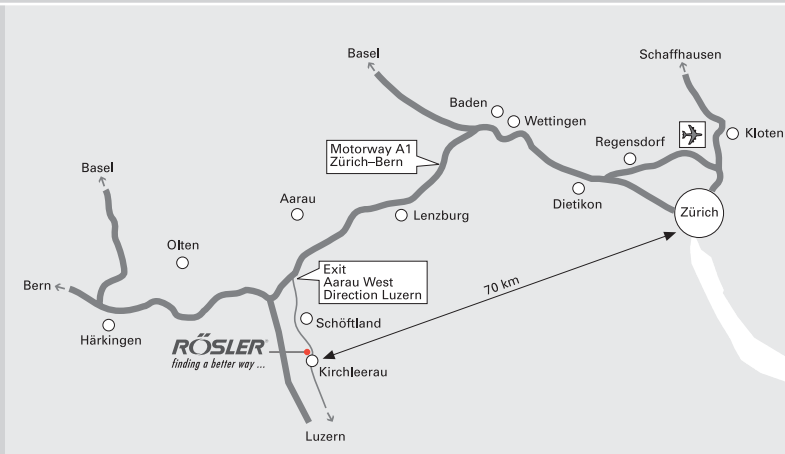 Basel
Schaffhausen
Baden
Wettingen
Kloten
Regensdorf
Motorway A1
Zürich–Bern
Basel
Aarau
Lenzburg
Dietikon
Zürich
Olten
Exit
Aarau West
Direction Luzern
70 km
Bern
Schöftland
Härkingen
RÖSLER®
finding a better way ...
Kirchleerau
Luzern